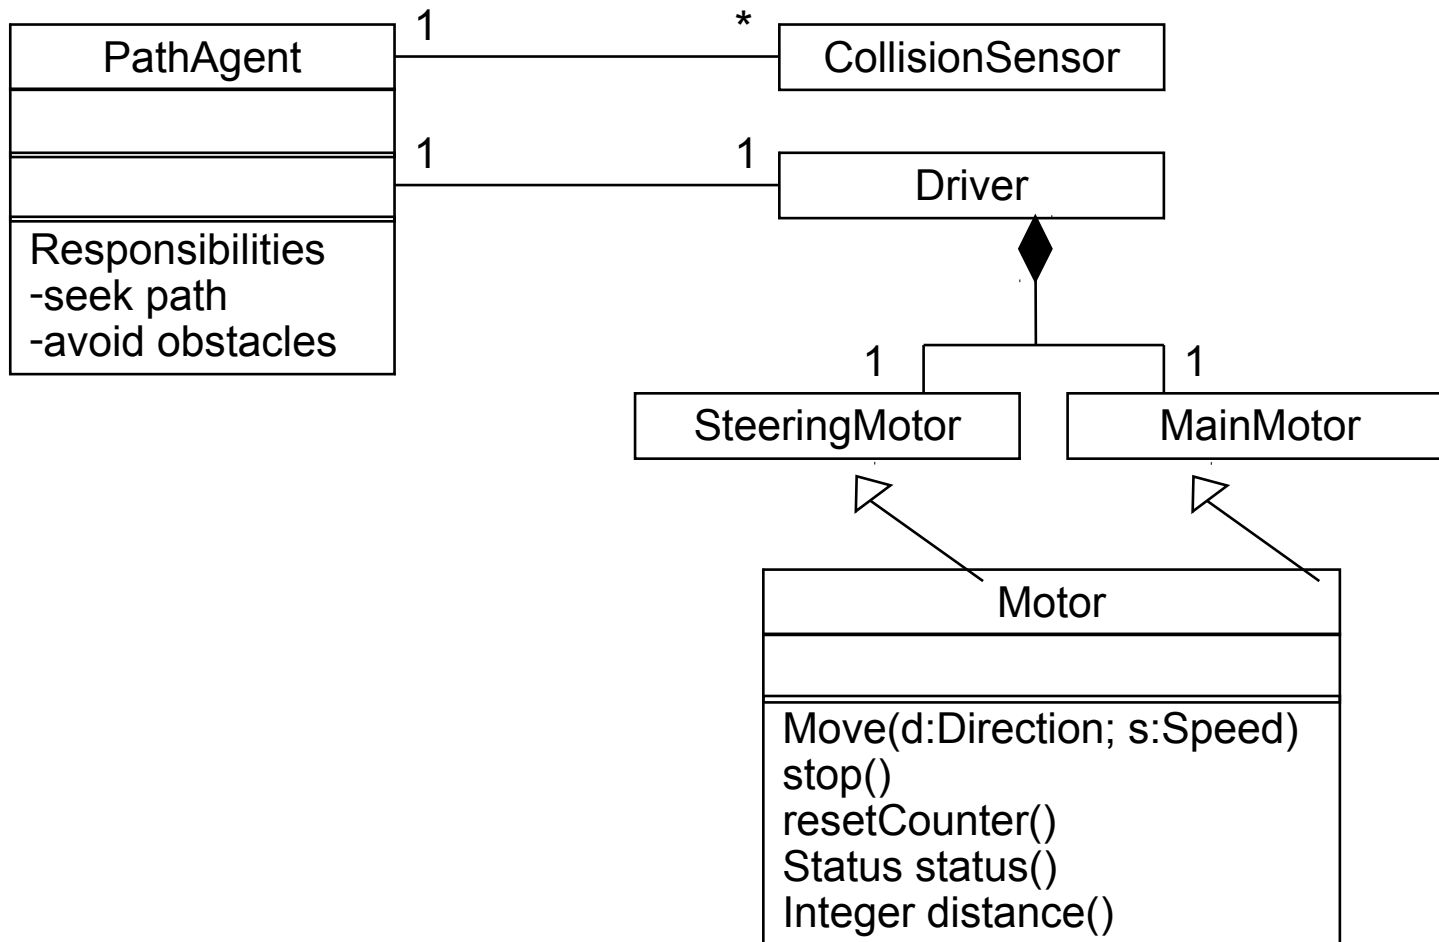 PathAgent
1
*
CollisionSensor
1
1
Driver
Responsibilities
-seek path
-avoid obstacles
1
1
SteeringMotor
MainMotor
Motor
Move(d:Direction; s:Speed)
stop()
resetCounter()
Status status()
Integer distance()